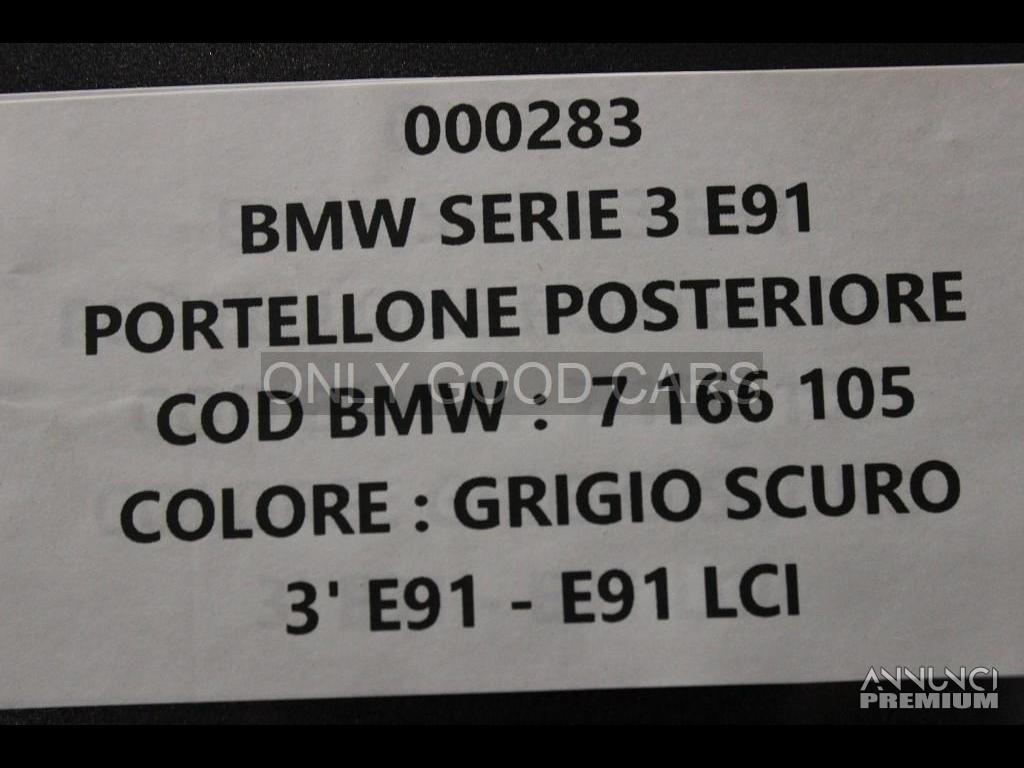 000283
BMW SERIE 3 E91
PORTELLONE POSTERIORE
ONLY GOOD CARS
COD BMW : 7 166 105
COLORE : GRIGIO SCURO
3' E91 - E91 LCI
ANNUNCI
PREMIUM